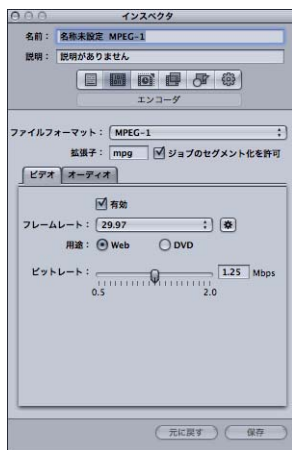 インスペクタ
名前： 名称未設定 MPEG-1
説明： 説明がありません
エンコーダ
ファイルフォーマット： MPEG-1
拡張子： mpg ジョブのセグメント化を許可
ビデオ オーディオ
有効
フレームレート： 29.97
用途： Web DVD
ビットレート： 1.25 Mbps
0.5 2.0
元に戻す 保存